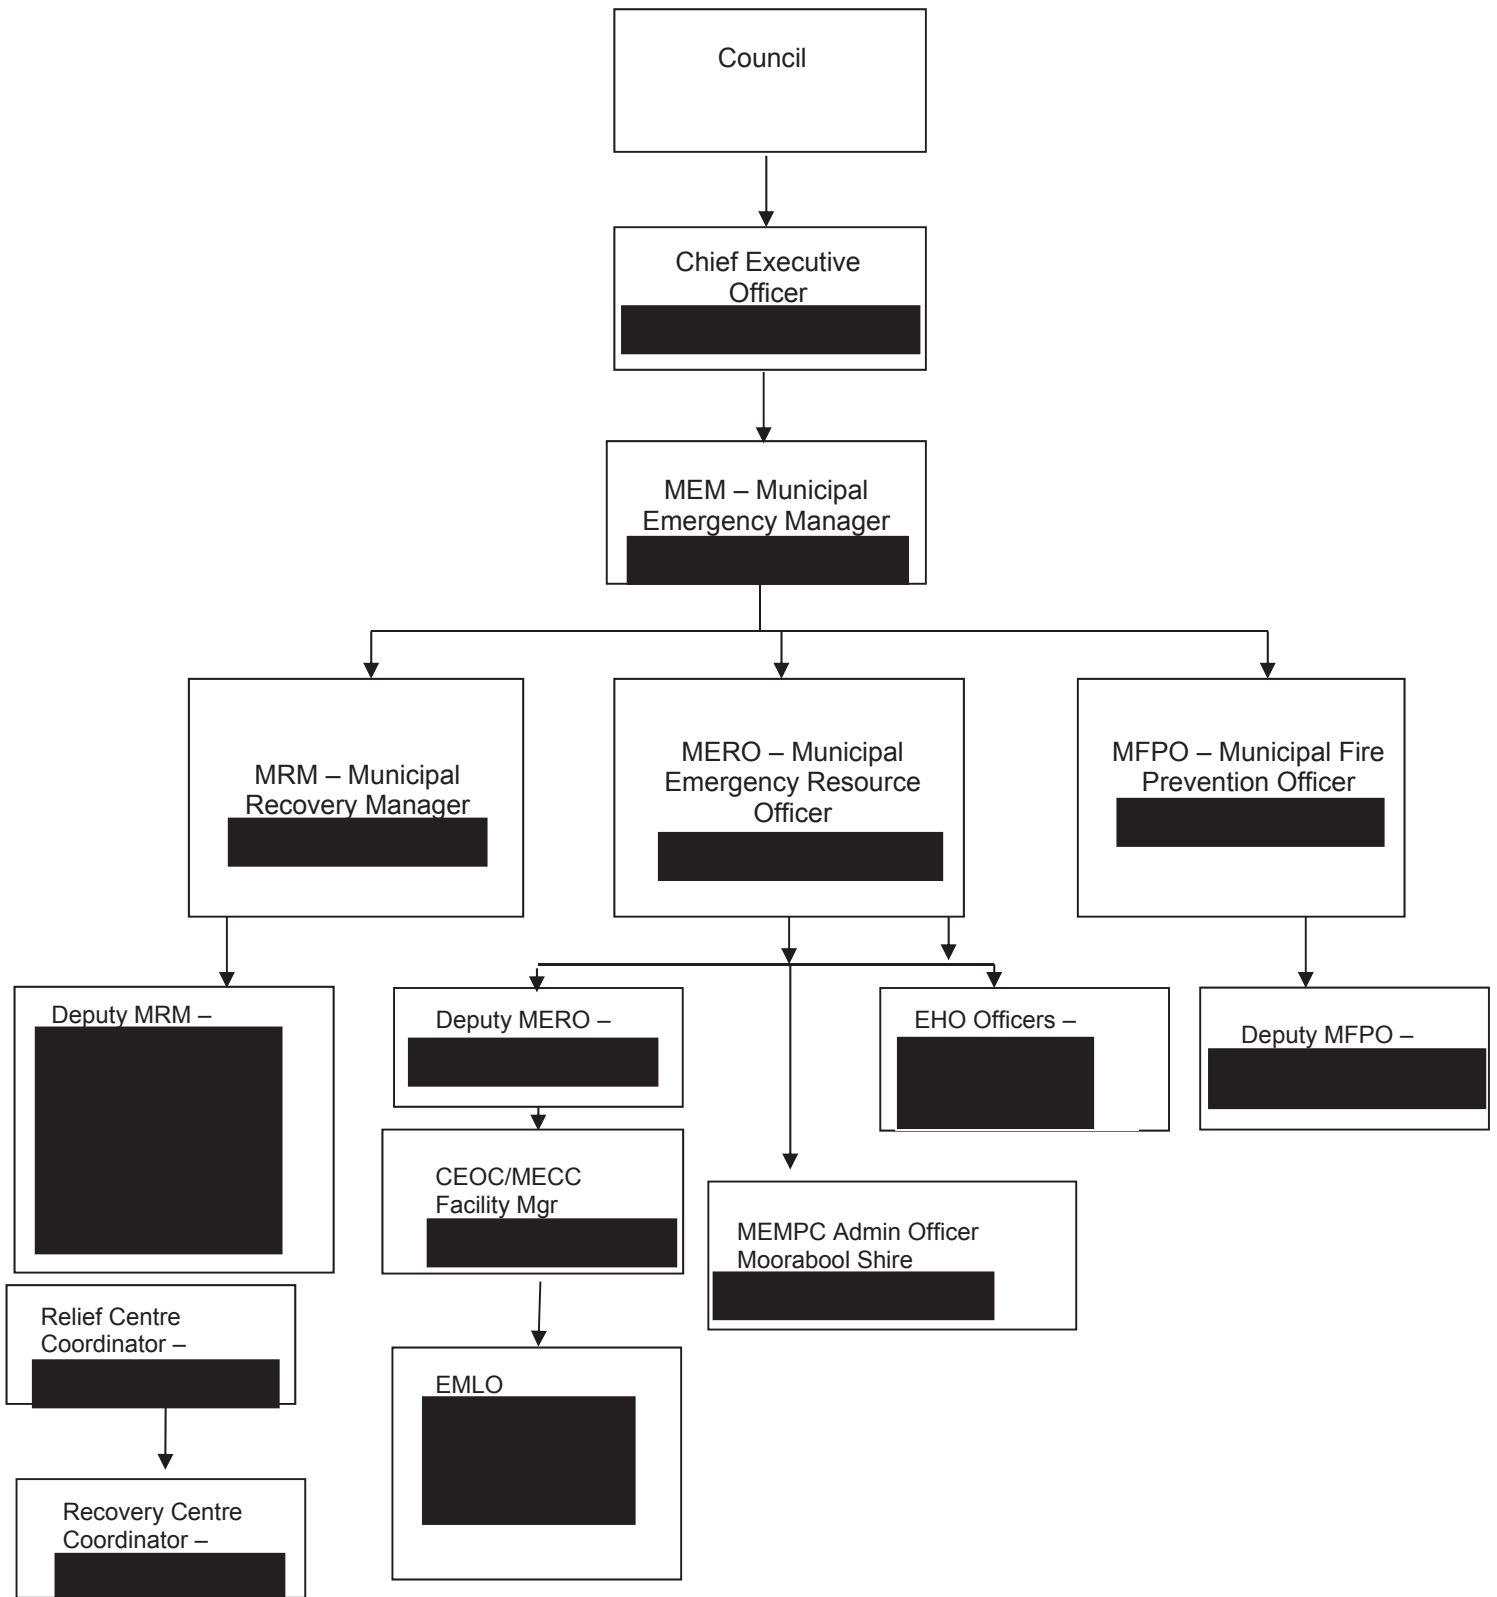 Council
Chief Executive
Officer
MEM – Municipal
Emergency Manager
MRM – Municipal
Recovery Manager
MERO – Municipal
Emergency Resource
Officer
MFPO – Municipal Fire
Prevention Officer
Deputy MRM –
Deputy MERO –
EHO Officers –
Deputy MFPO –
CEOC/MECC
Facility Mgr
MEMPC Admin Officer
Moorabool Shire
Relief Centre
Coordinator –
EMLO
Recovery Centre
Coordinator –